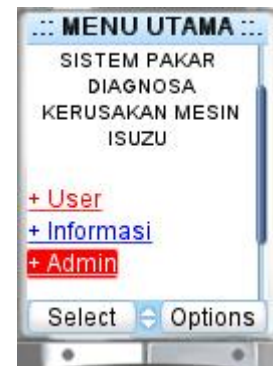 .:: MENU UTAMA ::.
SISTEM PAKAR
DIAGNOSA
KERUSAKAN MESIN
ISUZU
+ User
+ Informasi
+ Admin
Select Options